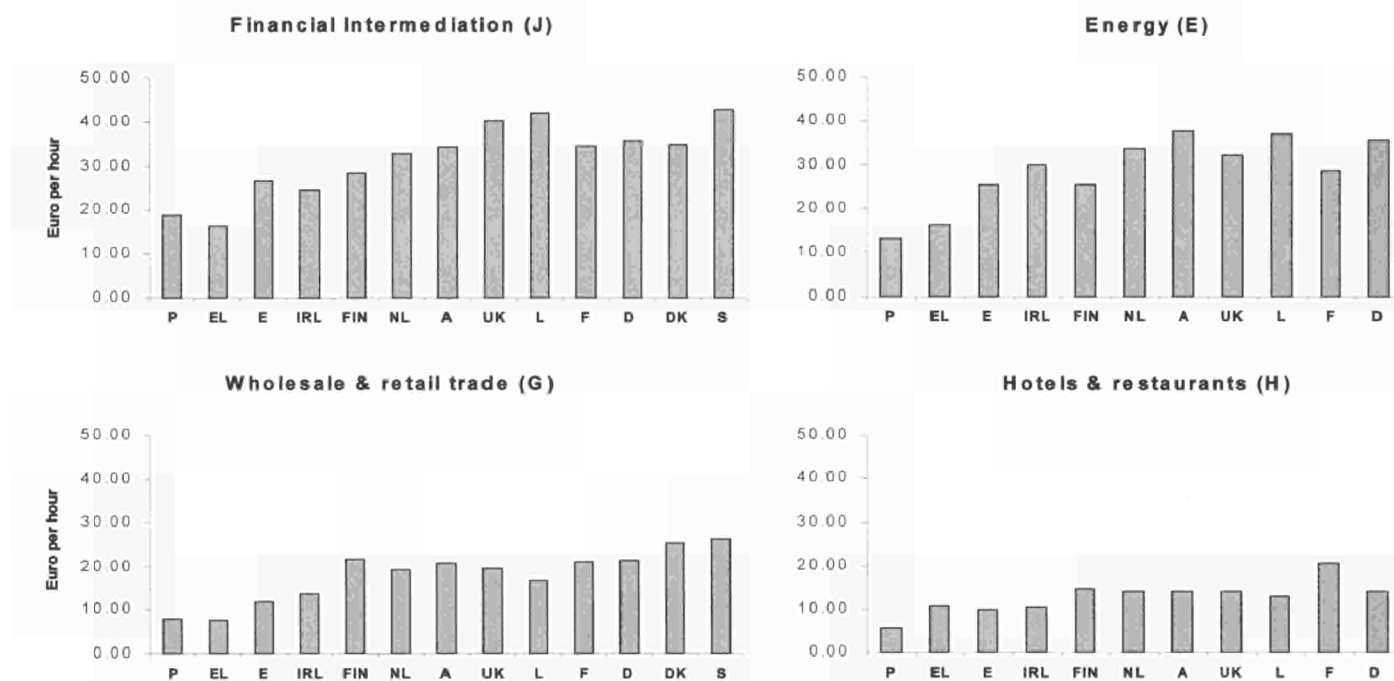 Financial Intermediation (J)
Euro per hour
50.00
40.00
30.00
20.00
10.00
0.00
P EL E IRL FIN NL A UK L F D DK S
Energy (E)
50.00
40.00
30.00
20.00
10.00
0.00
P EL E IRL FIN NL A UK L F D
Wholesale & retail trade (G)
Euro per hour
50.00
40.00
30.00
20.00
10.00
0.00
P EL E IRL FIN NL A UK L F D DK S
Hotels & restaurants (H)
50.00
40.00
30.00
20.00
10.00
0.00
P EL E IRL FIN NL A UK L F D